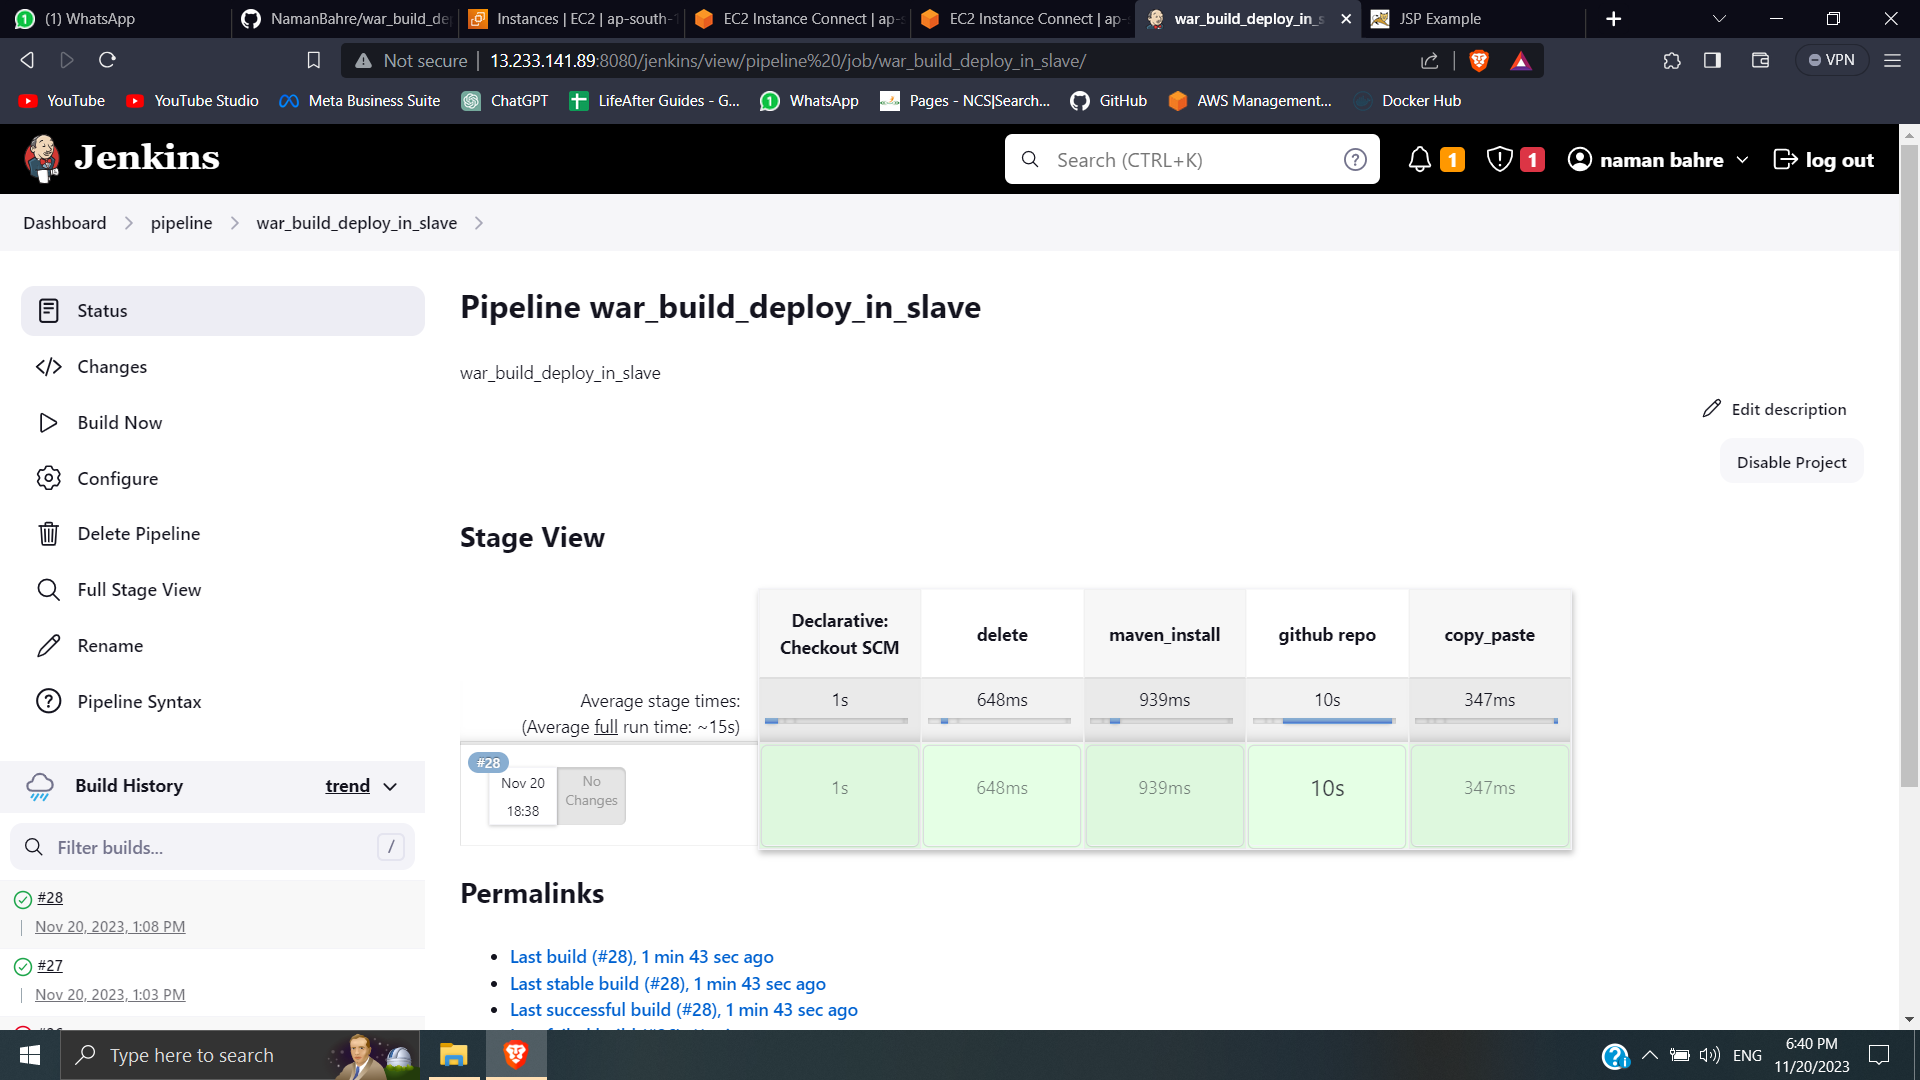 (1) WhatsApp
NamanBahre/war_build_de
Instances | EC2 | ap-south-1
EC2 Instance Connect | ap-s
EC2 Instance Connect | ap-s
war_build_deploy_in_s
JSP Example
Not secure
13.233.141.89:8080/jenkins/view/pipeline%20/job/war_build_deploy_in_slave/
VPN
YouTube
YouTube Studio
Meta Business Suite
ChatGPT
LifeAfter Guides - G...
WhatsApp
Pages - NCS|Search...
GitHub
AWS Management...
Docker Hub
Jenkins
Search (CTRL+K)
1
1
naman bahre
log out
Dashboard
pipeline
war_build_deploy_in_slave
Status
Changes
Build Now
Configure
Delete Pipeline
Full Stage View
Rename
Pipeline Syntax
Build History
trend
Filter builds...
/
#28
Nov 20, 2023, 1:08 PM
#27
Nov 20, 2023, 1:03 PM
Pipeline war_build_deploy_in_slave
war_build_deploy_in_slave
Edit description
Disable Project
Stage View
Declarative:
Checkout SCM
delete
maven_install
github repo
copy_paste
Average stage times:
(Average full run time: ~15s)
1s
648ms
939ms
10s
347ms
#28
Nov 20
18:38
No
Changes
1s
648ms
939ms
10s
347ms
Permalinks
Last build (#28), 1 min 43 sec ago
Last stable build (#28), 1 min 43 sec ago
Last successful build (#28), 1 min 43 sec ago
Type here to search
ENG
6:40 PM
11/20/2023